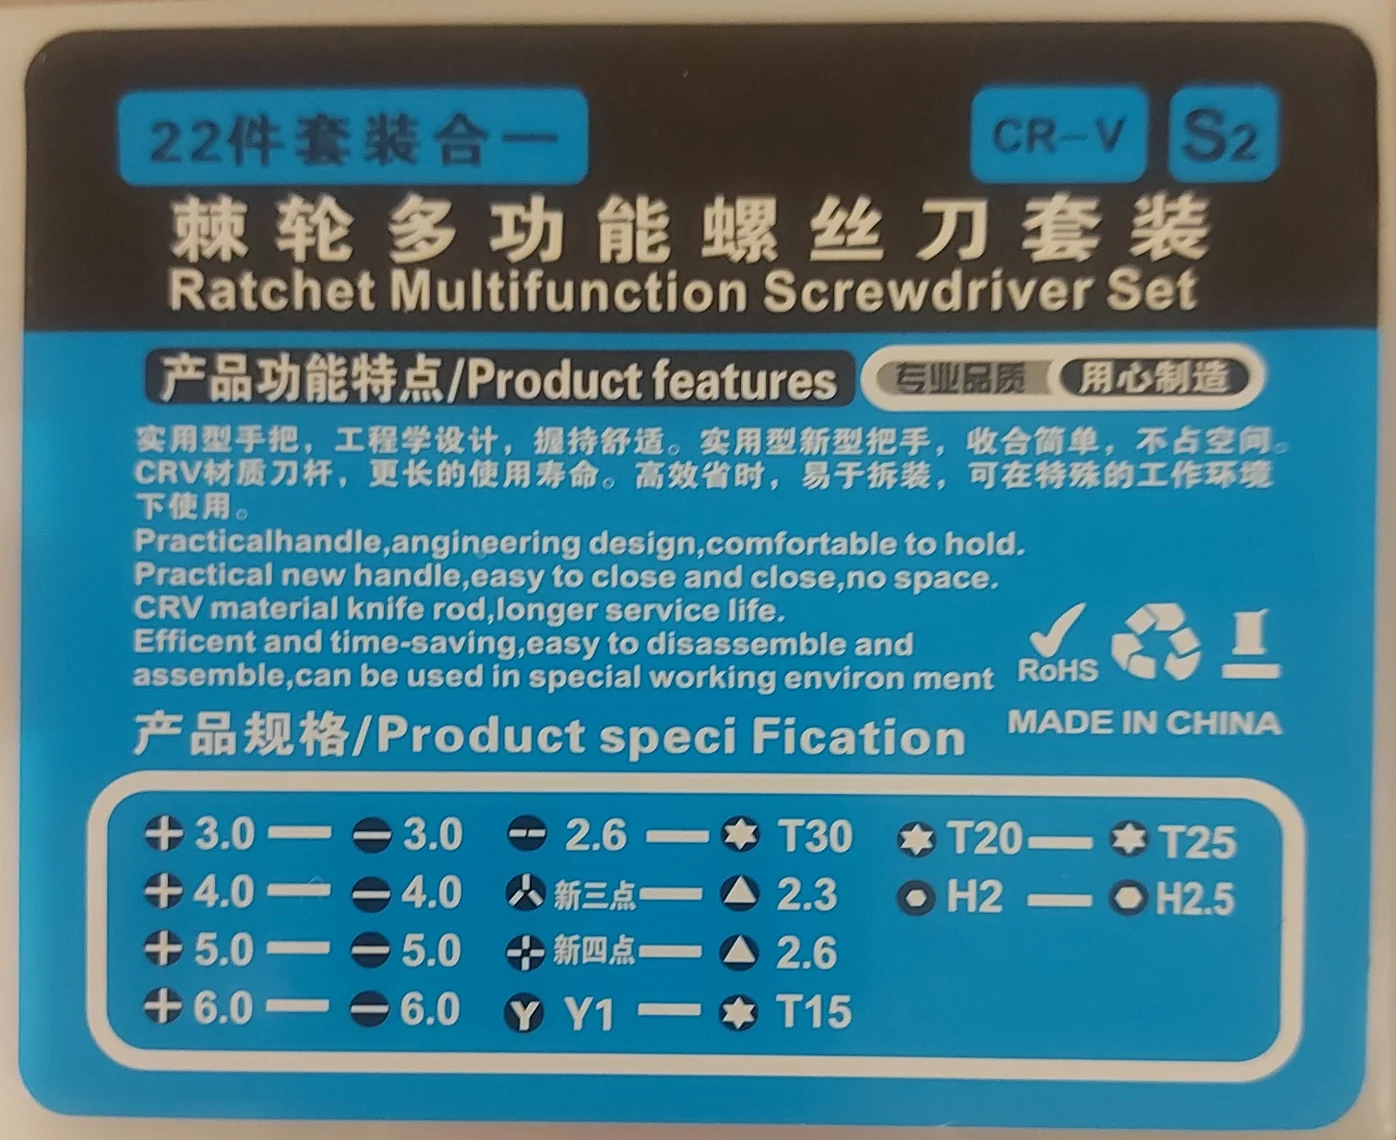 22件套装合一
CR-V
S2
棘轮多功能螺丝刀套装
Ratchet Multifunction Screwdriver Set
产品功能特点/Product features
专业品质
用心制造
实用型手把，工程学设计，握持舒适。实用型新型把手，收合简单，不占空间。
CRV材质刀杆，更长的使用寿命。高效省时，易于拆装，可在特殊的工作环境
下使用。
Practicalhandle,angineering design,comfortable to hold.
Practical new handle,easy to close and close,no space.
CRV material knife rod,longer service life.
Efficent and time-saving,easy to disassemble and
assemble,can be used in special working environ ment
RoHS
MADE IN CHINA
产品规格/Product speci Fication
3.0 — 3.0 2.6 — T30 T20 — T25
4.0 — 4.0 新三点 — 2.3 H2 — H2.5
5.0 — 5.0 新四点 — 2.6
6.0 — 6.0 Y Y1 — T15